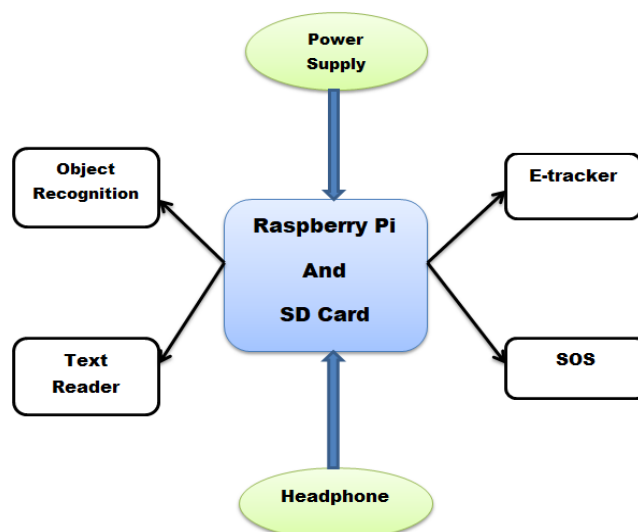 Power
Supply
Object
Recognition
E-tracker
Raspberry Pi
And
SD Card
Text
Reader
SOS
Headphone